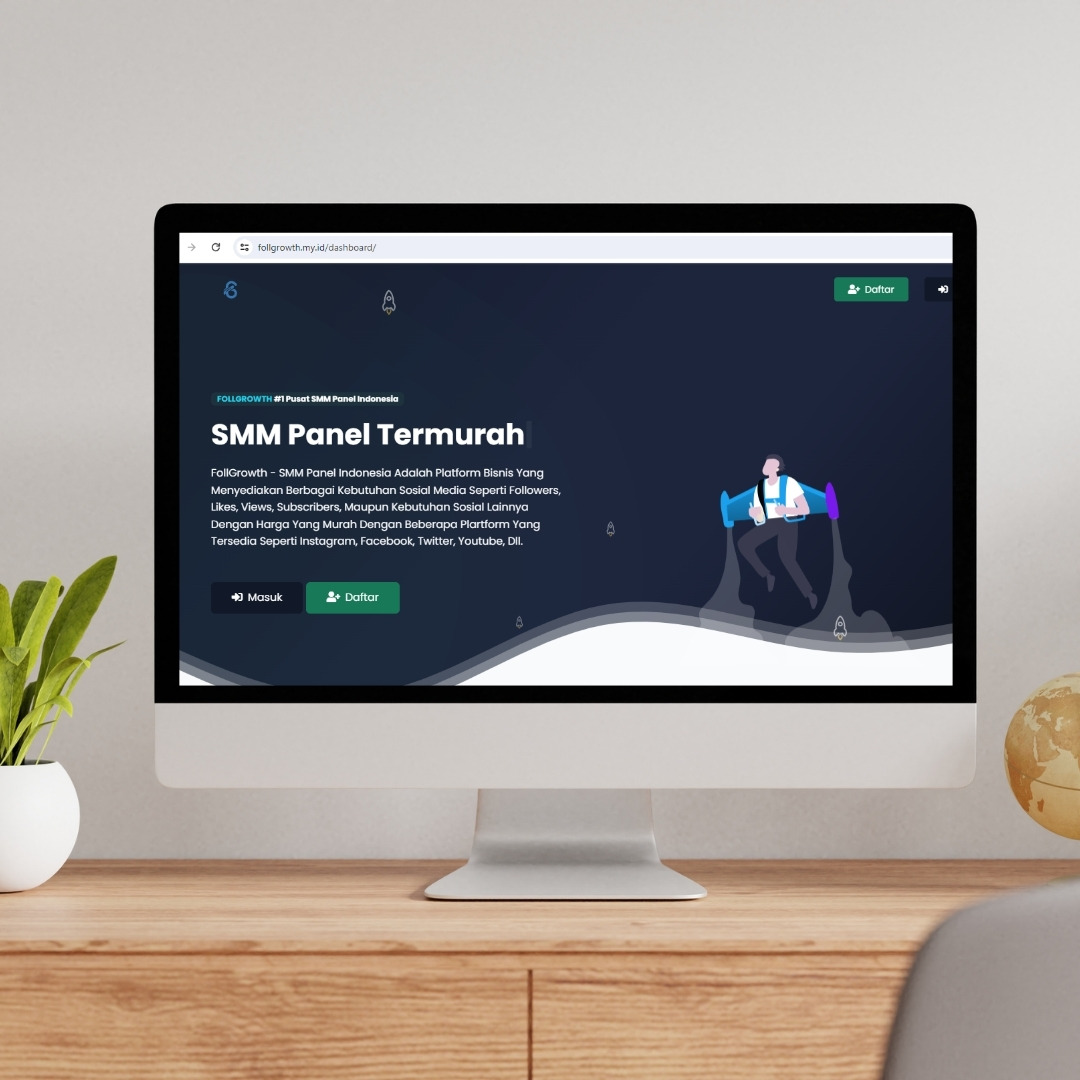 follgrowth.my.id/dashboard/
Daftar
FOLLGROWTH #1 Pusat SMM Panel Indonesia
SMM Panel Termurah
FollGrowth - SMM Panel Indonesia Adalah Platform Bisnis Yang
Menyediakan Berbagai Kebutuhan Sosial Media Seperti Followers,
Likes, Views, Subscribers, Maupun Kebutuhan Sosial Lainnya
Dengan Harga Yang Murah Dengan Beberapa Plartform Yang
Tersedia Seperti Instagram, Facebook, Twitter, Youtube, Dll.
Masuk Daftar